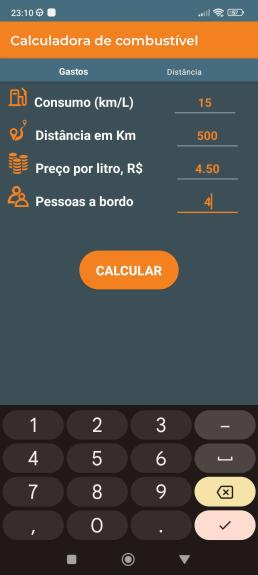 23:10
Calculadora de combustível
Gastos Distância
Consumo (km/L) 15
Distância em Km 500
Preço por litro, R$ 4.50
Pessoas a bordo 4
CALCULAR
1 2 3 –
4 5 6
7 8 9
, 0 .